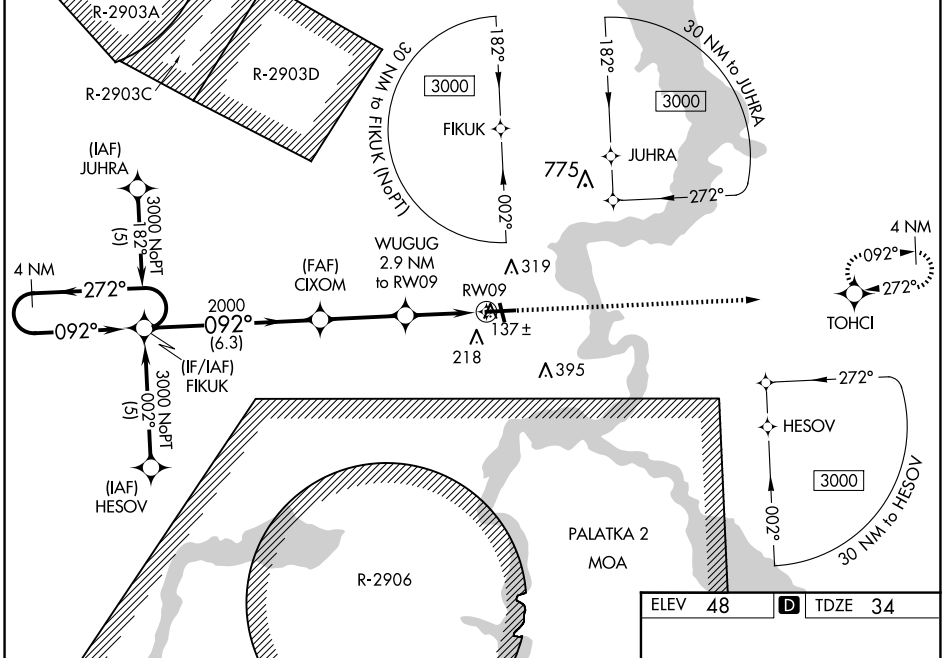 R-2903A
R-2903C
R-2903D
30 NM to FIKUK (NoPT)
182°
3000
FIKUK
002°
30 NM to JUHRA
182°
3000
JUHRA
775
272°
(IAF)
JUHRA
3000 NoPT
182°
(5)
4 NM
272°
092°
2000
092°
(6.3)
(IF/IAF)
FIKUK
(FAF)
CIXOM
WUGUG
2.9 NM
to RW09
319
RW09
137±
218
395
4 NM
092°
272°
TOHCI
3000 NoPT
002°
(5)
(IAF)
HESOV
272°
HESOV
3000
002°
30 NM to HESOV
PALATKA 2
MOA
R-2906
ELEV 48 D TDZE 34